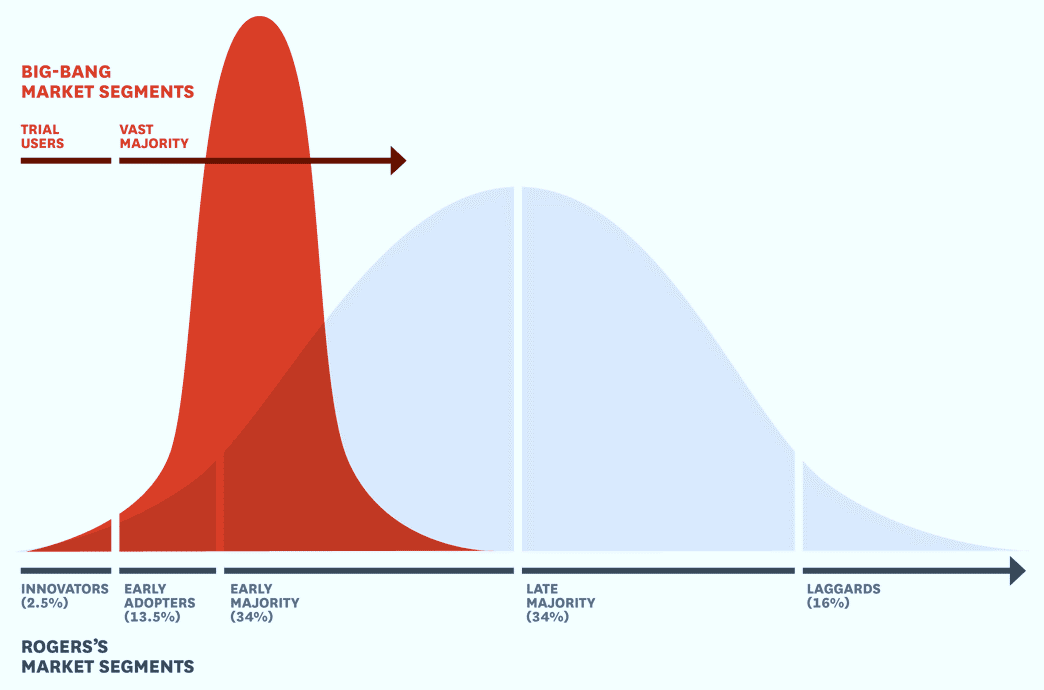 BIG-BANG
MARKET SEGMENTS
TRIAL
USERS
VAST
MAJORITY
INNOVATORS
(2.5%)
EARLY
ADOPTERS
(13.5%)
EARLY
MAJORITY
(34%)
LATE
MAJORITY
(34%)
LAGGARDS
(16%)
ROGERS’S
MARKET SEGMENTS